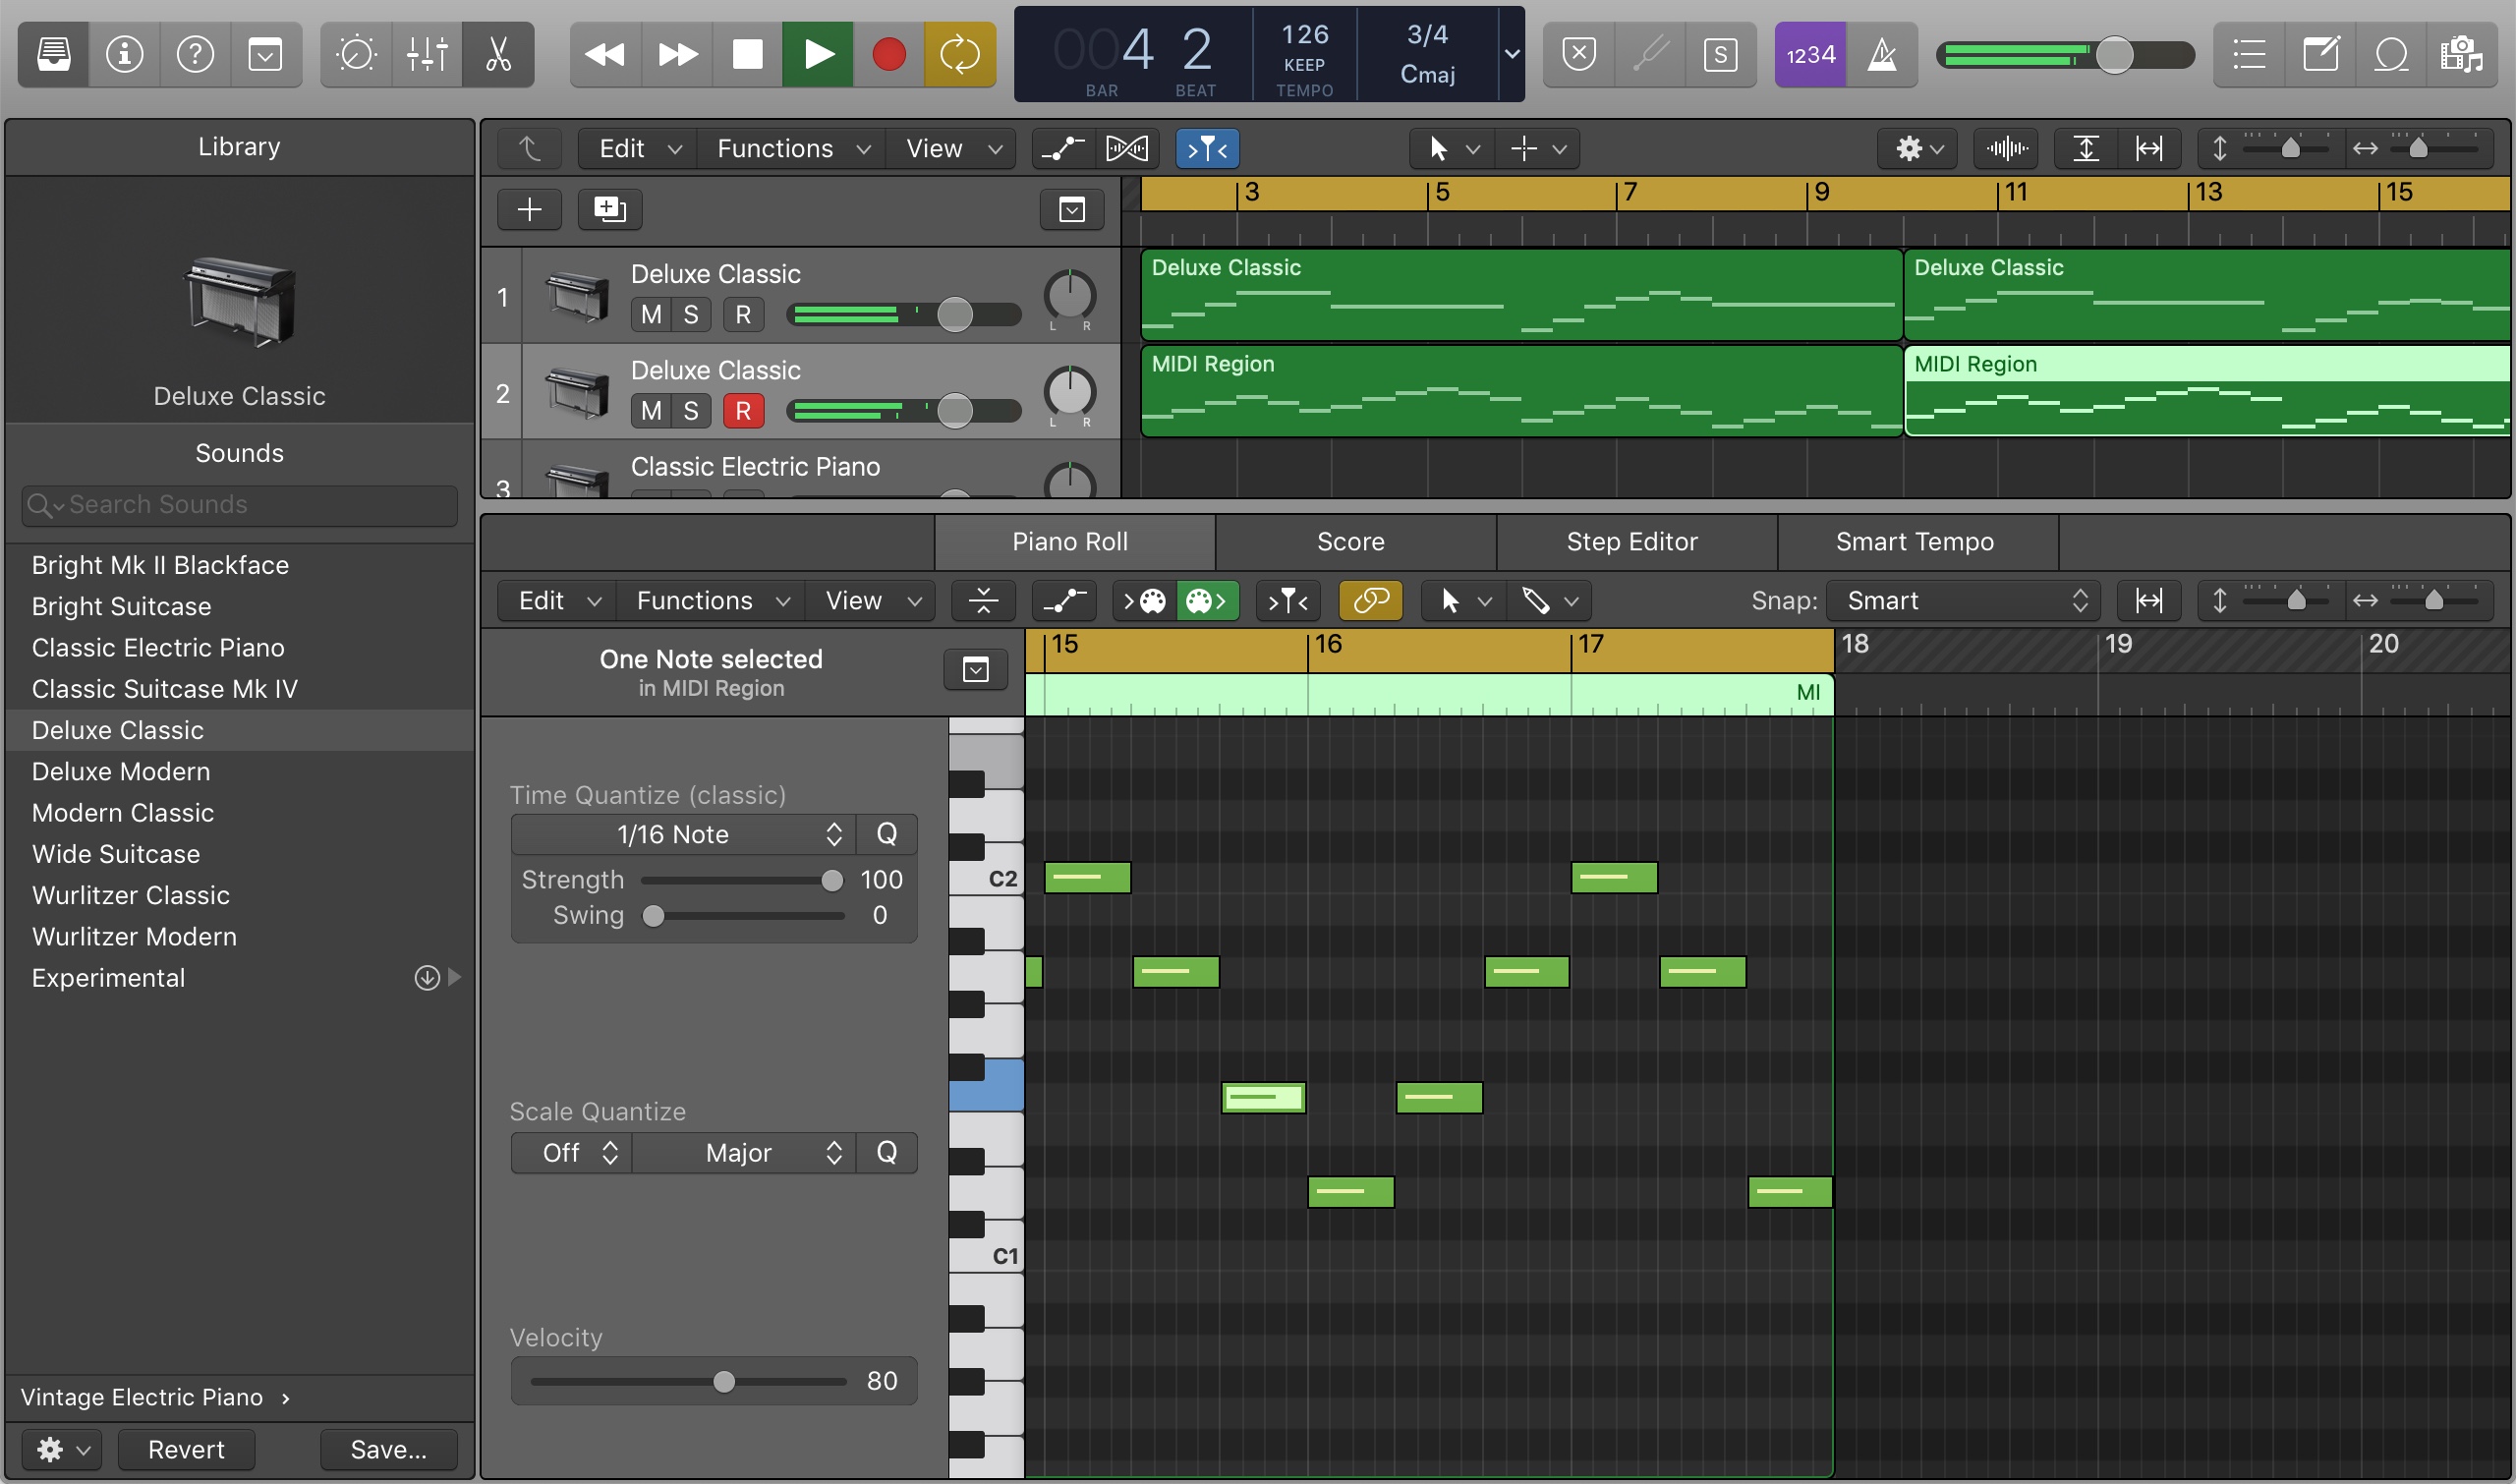 004 2
126
KEEP
3/4
Cmaj
BAR BEAT TEMPO
S
1234
Library
Edit Functions View
3 5 7 9 11 13 15
Deluxe Classic
1
Deluxe Classic
M S R
L R
Deluxe Classic
Deluxe Classic
2
Deluxe Classic
M S R
L R
MIDI Region
MIDI Region
3
Classic Electric Piano
Sounds
Search Sounds
Bright Mk II Blackface
Bright Suitcase
Classic Electric Piano
Classic Suitcase Mk IV
Deluxe Classic
Deluxe Modern
Modern Classic
Wide Suitcase
Wurlitzer Classic
Wurlitzer Modern
Experimental
Vintage Electric Piano ›
Revert Save...
Piano Roll Score Step Editor Smart Tempo
Edit Functions View
Snap: Smart
One Note selected
in MIDI Region
15 16 17 18 19 20
MI
Time Quantize (classic)
1/16 Note Q
Strength 100
Swing 0
Scale Quantize
Off Major Q
Velocity
80
C2
C1